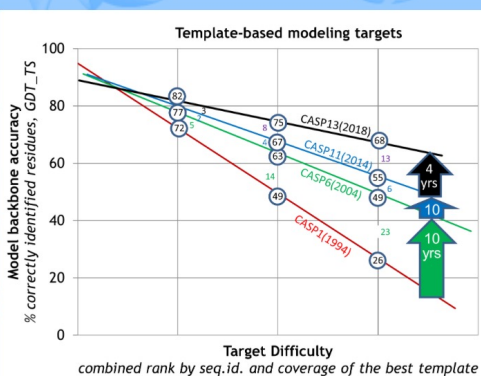 Template-based modeling targets
100
80
60
40
20
0
Model backbone accuracy
% correctly identified residues, GDT_TS
82
77
72
3
5
75
67
63
49
8
4
14
68
55
48
26
13
6
23
CASP13(2018)
CASP11(2014)
CASP6(2004)
CASP1(1994)
4
yrs
10
10
yrs
Target Difficulty
combined rank by seq.id. and coverage of the best template